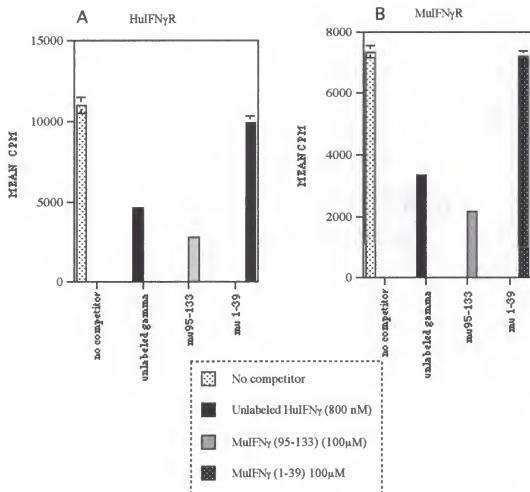 A HuIFNγR
15000
10000
5000
0
MEAN CPM
no competitor
unlabeled gamma
mu95-133
mu 1-39
B MuIFNγR
8000
6000
4000
2000
0
MEAN CPM
no competitor
unlabeled gamma
mu95-133
mu 1-39
No competitor
Unlabeled HuIFNγ (800 nM)
MuIFNγ (95-133) (100µM)
MuIFNγ (1-39) 100µM